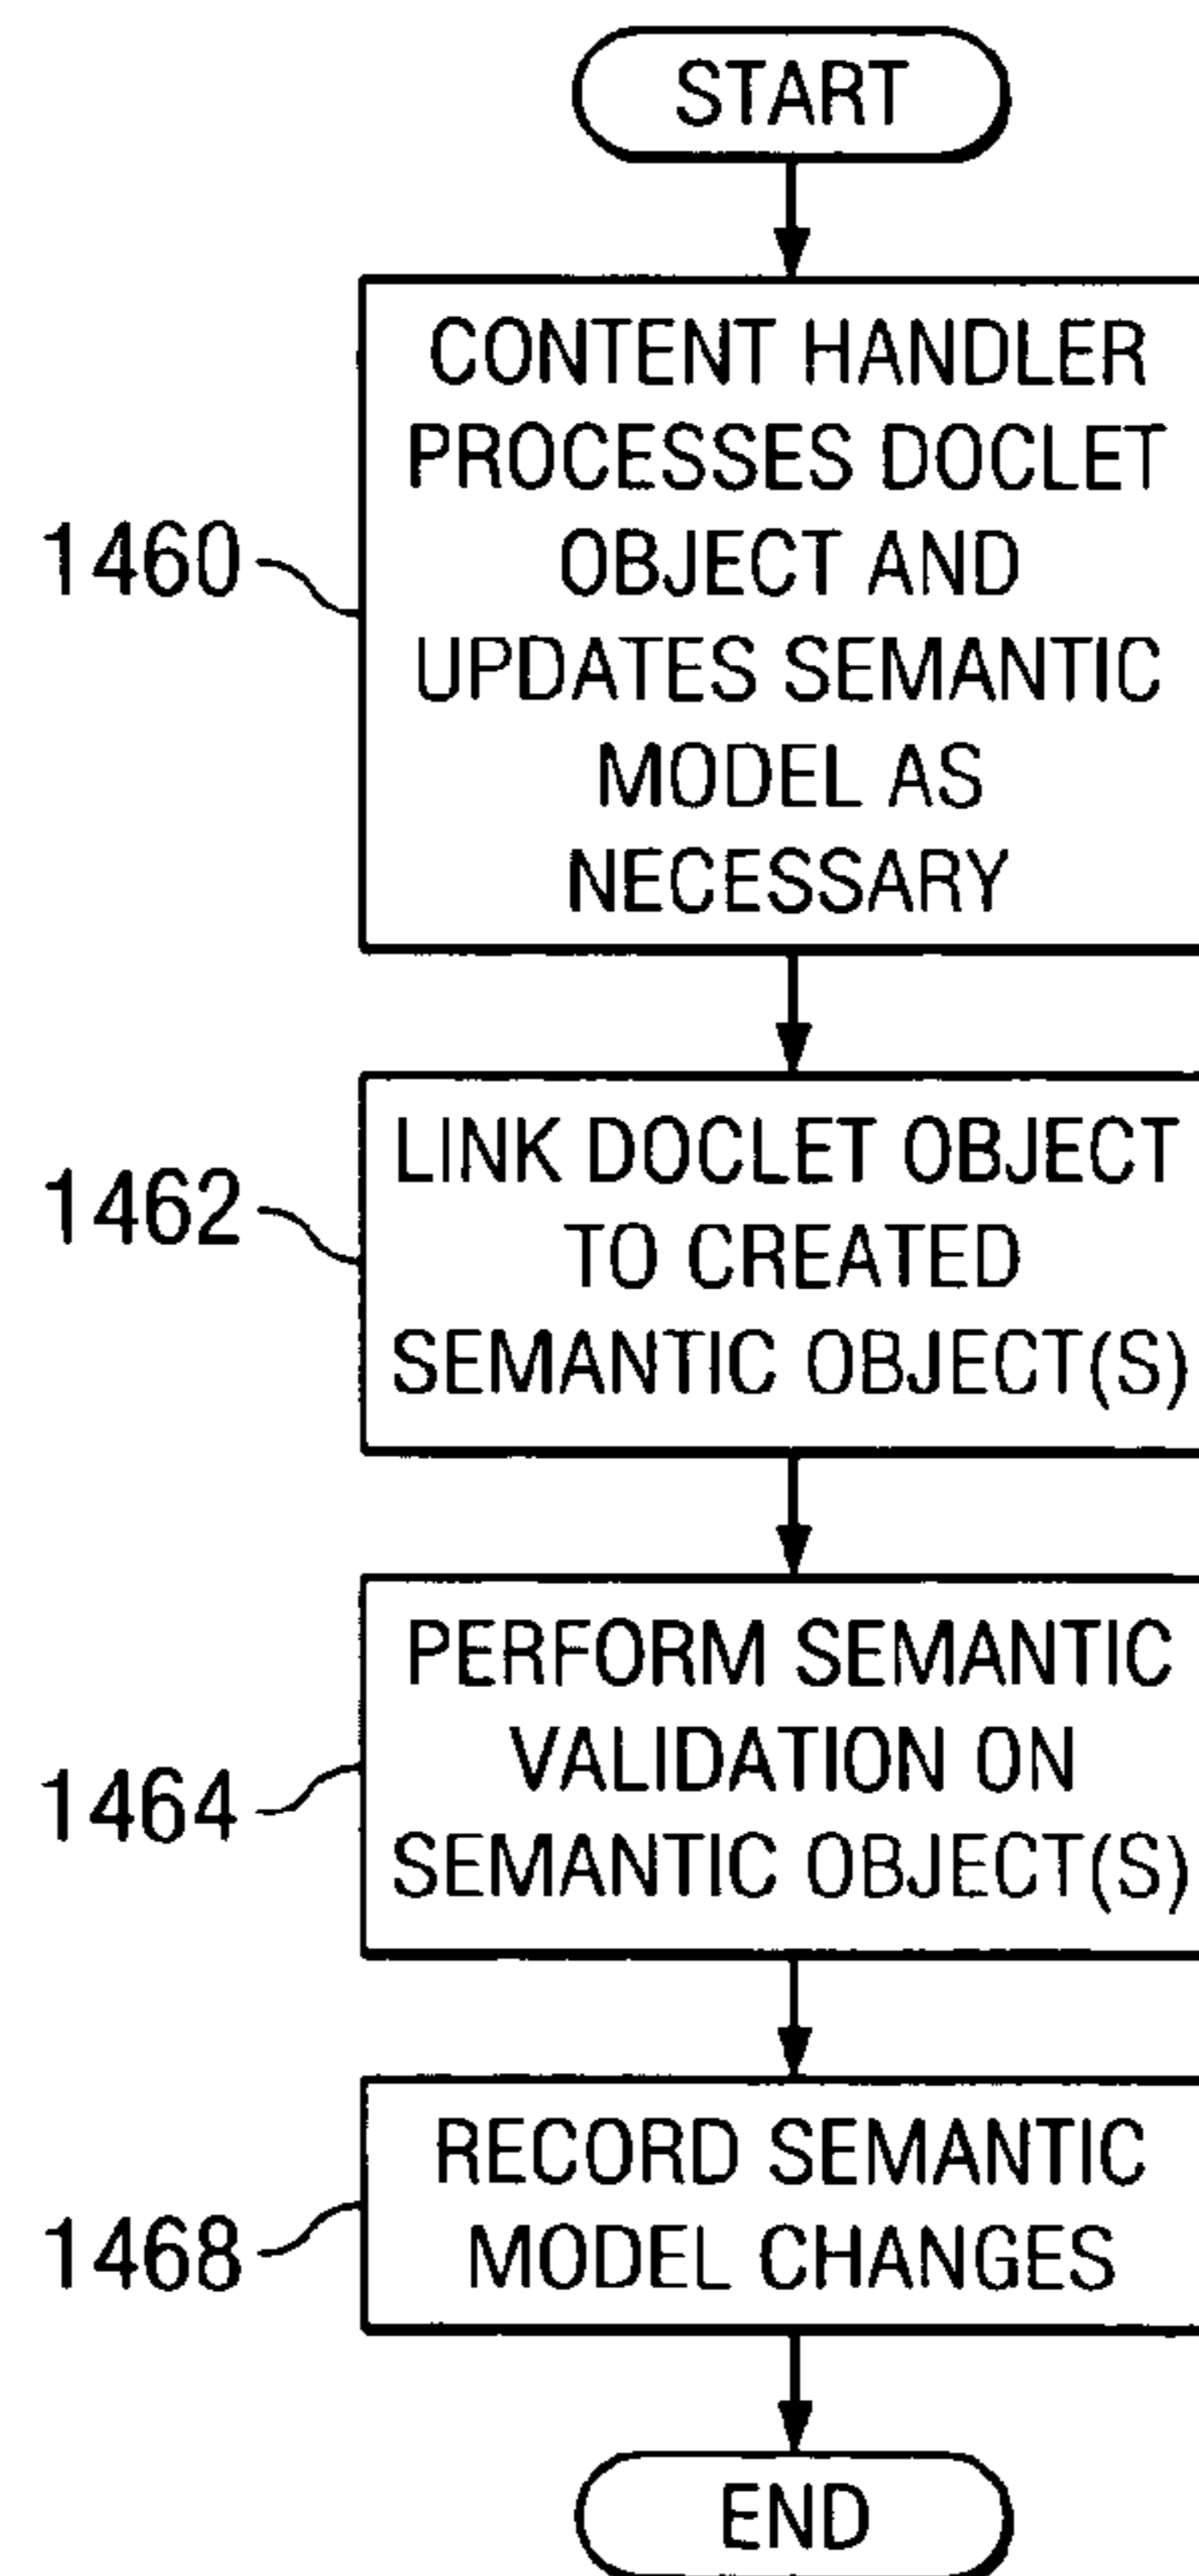 START
CONTENT HANDLER
PROCESSES DOCLET
OBJECT AND
UPDATES SEMANTIC
MODEL AS
NECESSARY
1460
LINK DOCLET OBJECT
TO CREATED
SEMANTIC OBJECT(S)
1462
PERFORM SEMANTIC
VALIDATION ON
SEMANTIC OBJECT(S)
1464
RECORD SEMANTIC
MODEL CHANGES
1468
END